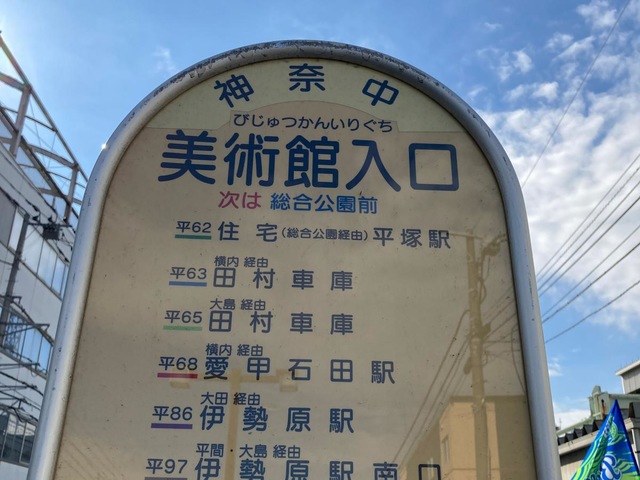 神奈中
びじゅつかんいりぐち
美術館入口
次は 総合公園前
平62 住宅(総合公園経由)平塚駅
横内 経由
平63 田村車庫
大島 経由
平65 田村車庫
横内 経由
平68 愛甲石田駅
大田 経由
平86 伊勢原駅
平間 大島 経由
平97 伊勢原駅南口